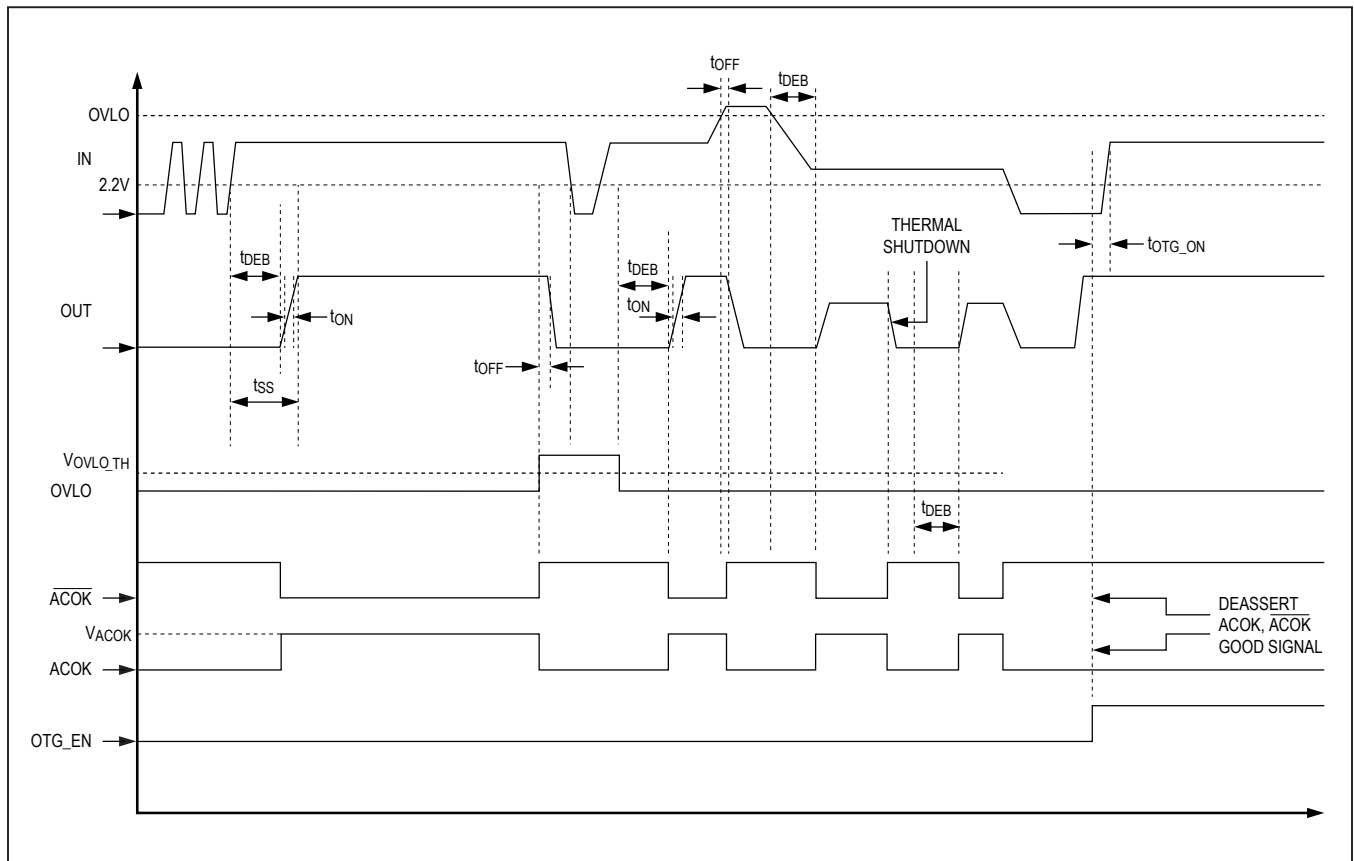 tOFF
tDEB
OVLO
IN
2.2V
THERMAL
SHUTDOWN
tOTG_ON
tDEB
tDEB
OUT
tON
tON
tOFF
tSS
VOVLO_TH
OVLO
tDEB
ACOK
DEASSERT
ACOK, ACOK
GOOD SIGNAL
VACOK
ACOK
OTG_EN